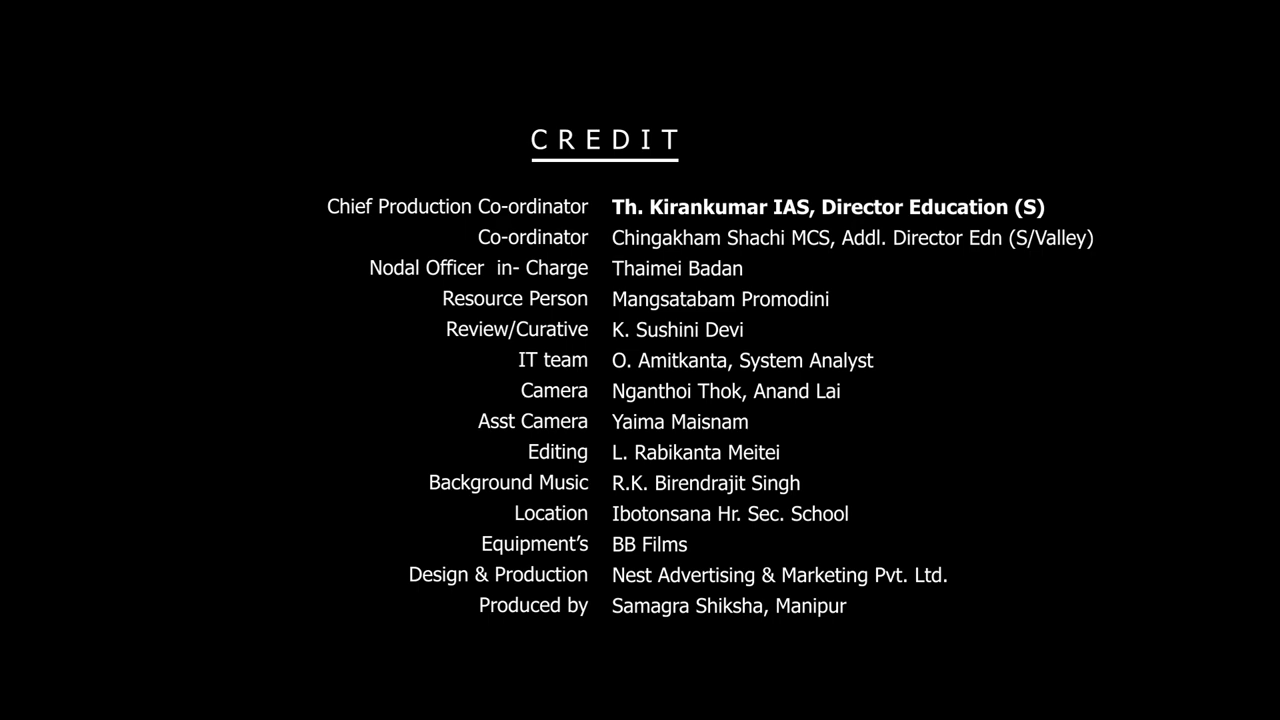 CREDIT
Chief Production Co-ordinator Th. Kirankumar IAS, Director Education (S)
Co-ordinator Chingakham Shachi MCS, Addl. Director Edn (S/Valley)
Nodal Officer in- Charge Thaimei Badan
Resource Person Mangsatabam Promodini
Review/Curative K. Sushini Devi
IT team O. Amitkanta, System Analyst
Camera Nganthoi Thok, Anand Lai
Asst Camera Yaima Maisnam
Editing L. Rabikanta Meitei
Background Music R.K. Birendrajit Singh
Location Ibotonsana Hr. Sec. School
Equipment’s BB Films
Design & Production Nest Advertising & Marketing Pvt. Ltd.
Produced by Samagra Shiksha, Manipur